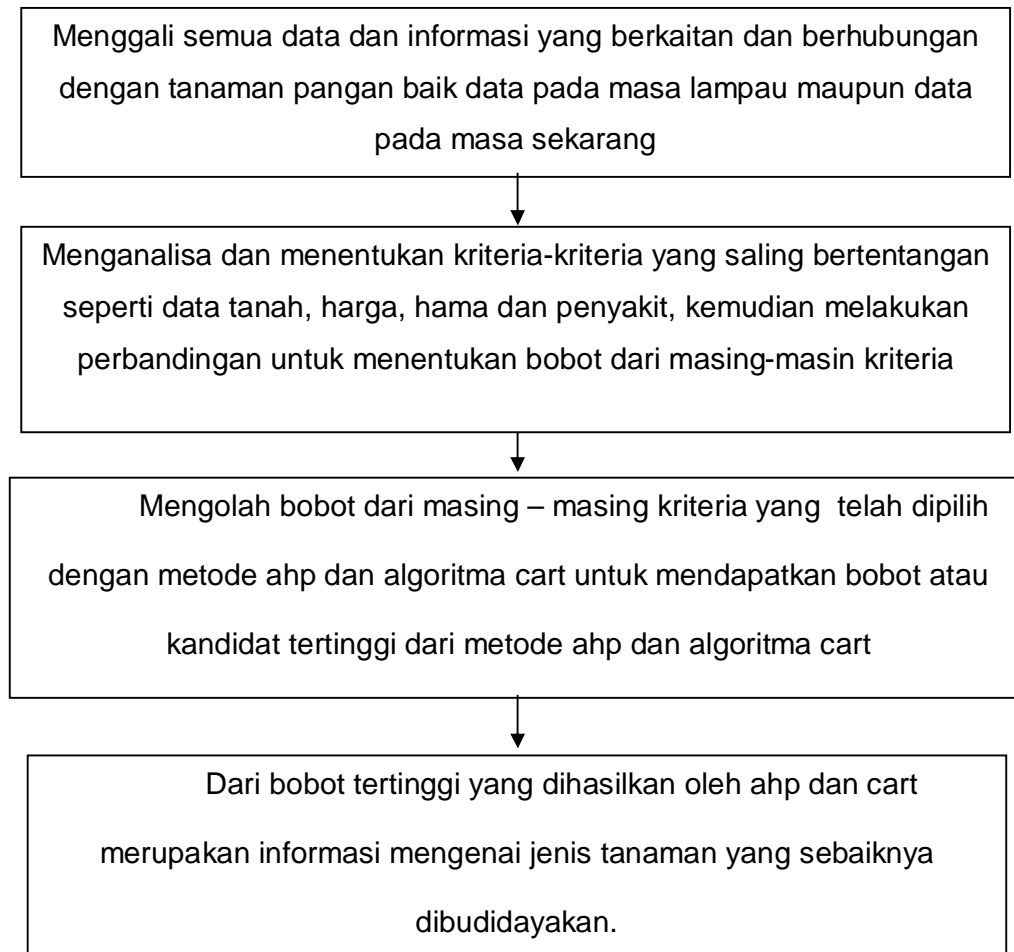 Menggali semua data dan informasi yang berkaitan dan berhubungan
dengan tanaman pangan baik data pada masa lampau maupun data
pada masa sekarang
Menganalisa dan menentukan kriteria-kriteria yang saling bertentangan
seperti data tanah, harga, hama dan penyakit, kemudian melakukan
perbandingan untuk menentukan bobot dari masing-masin kriteria
Mengolah bobot dari masing – masing kriteria yang telah dipilih
dengan metode ahp dan algoritma cart untuk mendapatkan bobot atau
kandidat tertinggi dari metode ahp dan algoritma cart
Dari bobot tertinggi yang dihasilkan oleh ahp dan cart
merupakan informasi mengenai jenis tanaman yang sebaiknya
dibudidayakan.